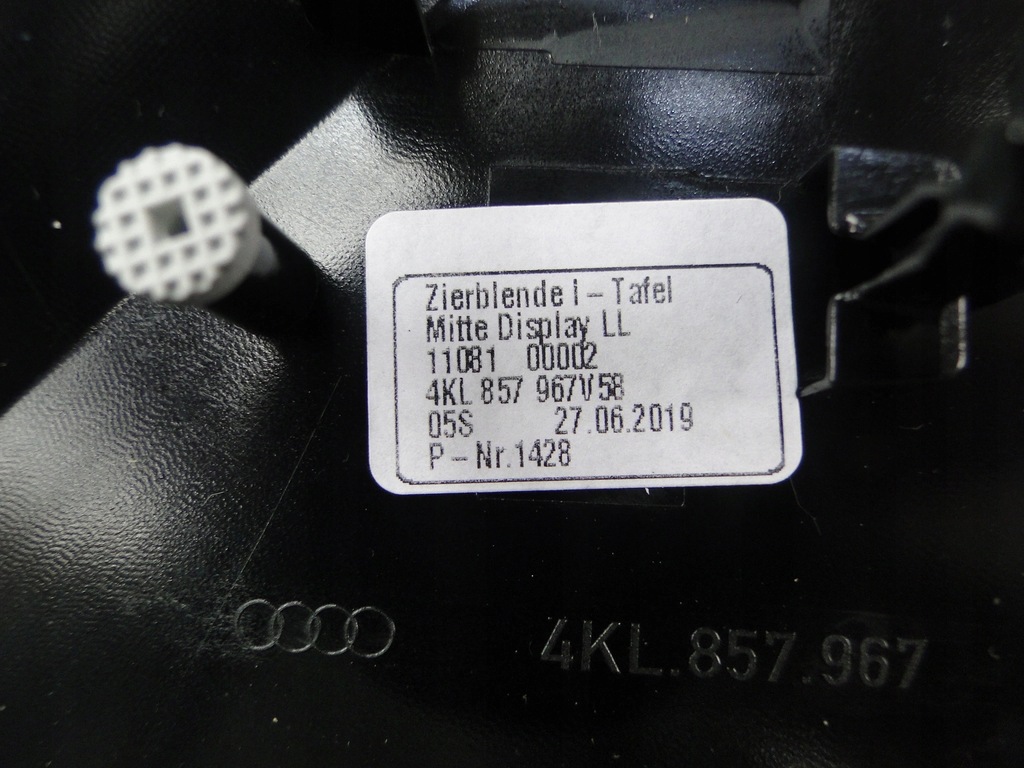 Zierblende I – Tafel
Mitte Display LL
11081 00002
4KL 857 967V58
05S 27.06.2019
P – Nr.1428
4KL.857.967